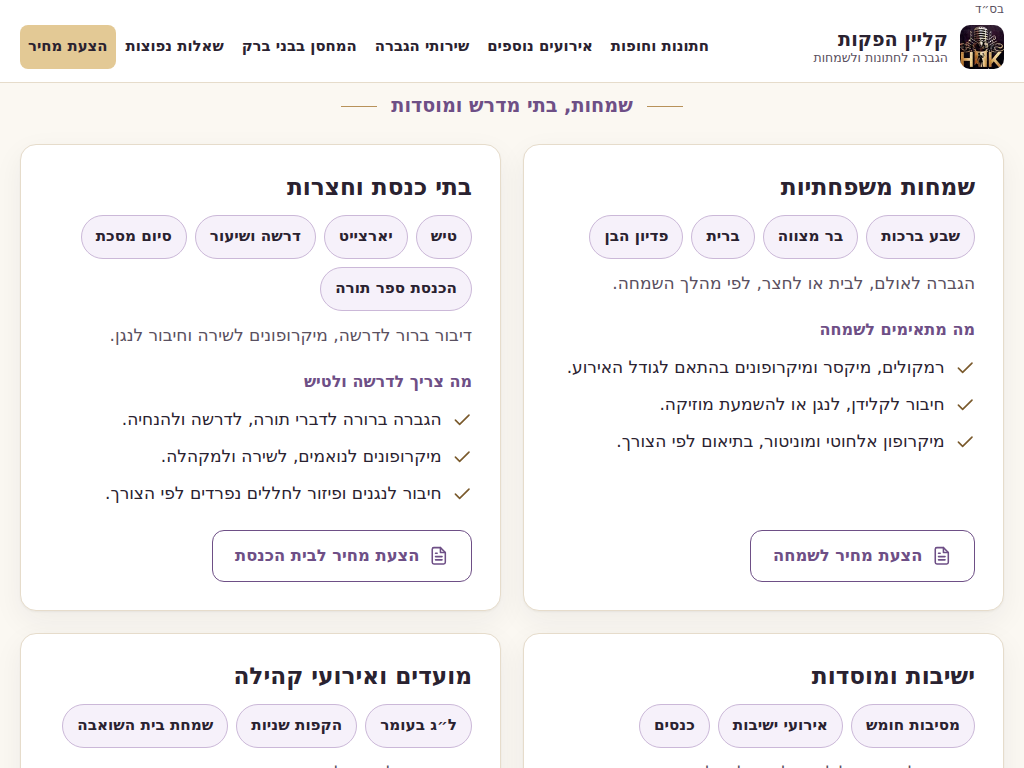 בס״ד
קליין הפקות
הגברה לחתונות ולשמחות
חתונות וחופות
אירועים נוספים
שירותי הגברה
המחסן בבני ברק
שאלות נפוצות
הצעת מחיר
שמחות, בתי מדרש ומוסדות
שמחות משפחתיות
שבע ברכות
בר מצווה
ברית
פדיון הבן
הגברה לאולם, לבית או לחצר, לפי מהלך השמחה.
מה מתאימים לשמחה
רמקולים, מיקסר ומיקרופונים בהתאם לגודל האירוע.
חיבור לקלידן, לנגן או להשמעת מוזיקה.
מיקרופון אלחוטי ומוניטור, בתיאום לפי הצורך.
הצעת מחיר לשמחה
בתי כנסת וחצרות
טיש
יארצייט
דרשה ושיעור
סיום מסכת
הכנסת ספר תורה
דיבור ברור לדרשה, מיקרופונים לשירה וחיבור לנגן.
מה צריך לדרשה ולטיש
הגברה ברורה לדברי תורה, לדרשה ולהנחיה.
מיקרופונים לנואמים, לשירה ולמקהלה.
חיבור לנגנים ופיזור לחללים נפרדים לפי הצורך.
הצעת מחיר לבית הכנסת
ישיבות ומוסדות
מסיבות חומש
אירועי ישיבות
כנסים
מועדים ואירועי קהילה
ל״ג בעומר
הקפות שניות
שמחת בית השואבה